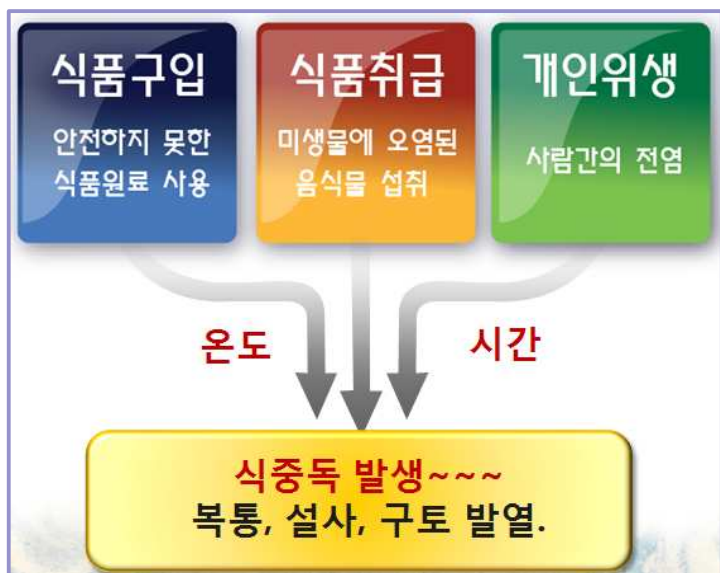 식품구입
안전하지 못한
식품원료 사용
식품취급
미생물에 오염된
음식물 섭취
개인위생
사람간의 전염
온도
시간
식중독 발생~~~
복통, 설사, 구토 발열.